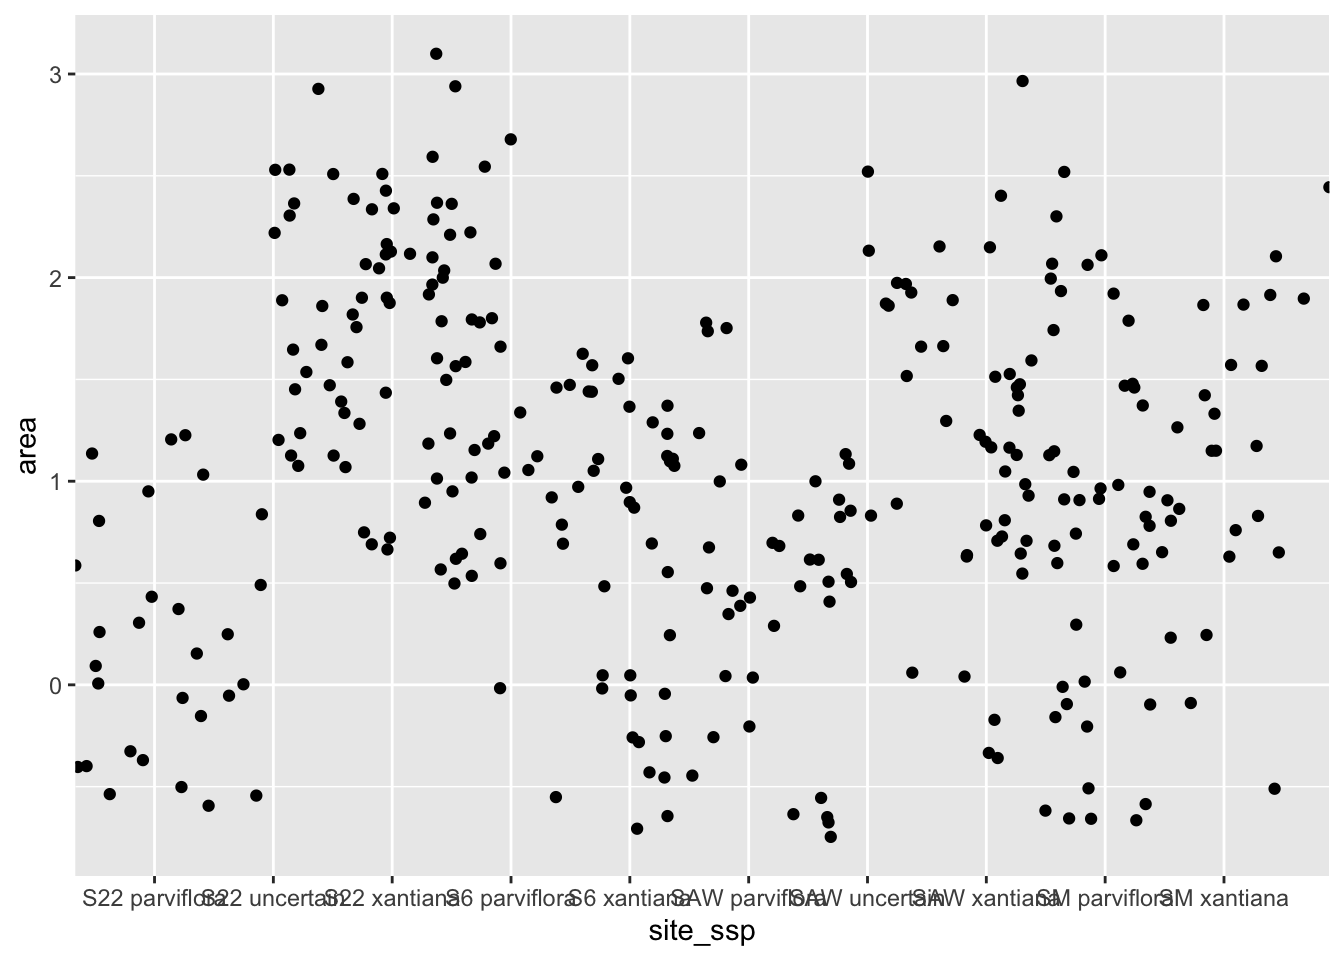 3
2
1
0
area
S22 parviflora S22 uncertain S22 xantiana S6 parviflora S6 xantiana SAW parviflora SAW uncertain SAW xantiana SM parviflora SM xantiana
site_ssp